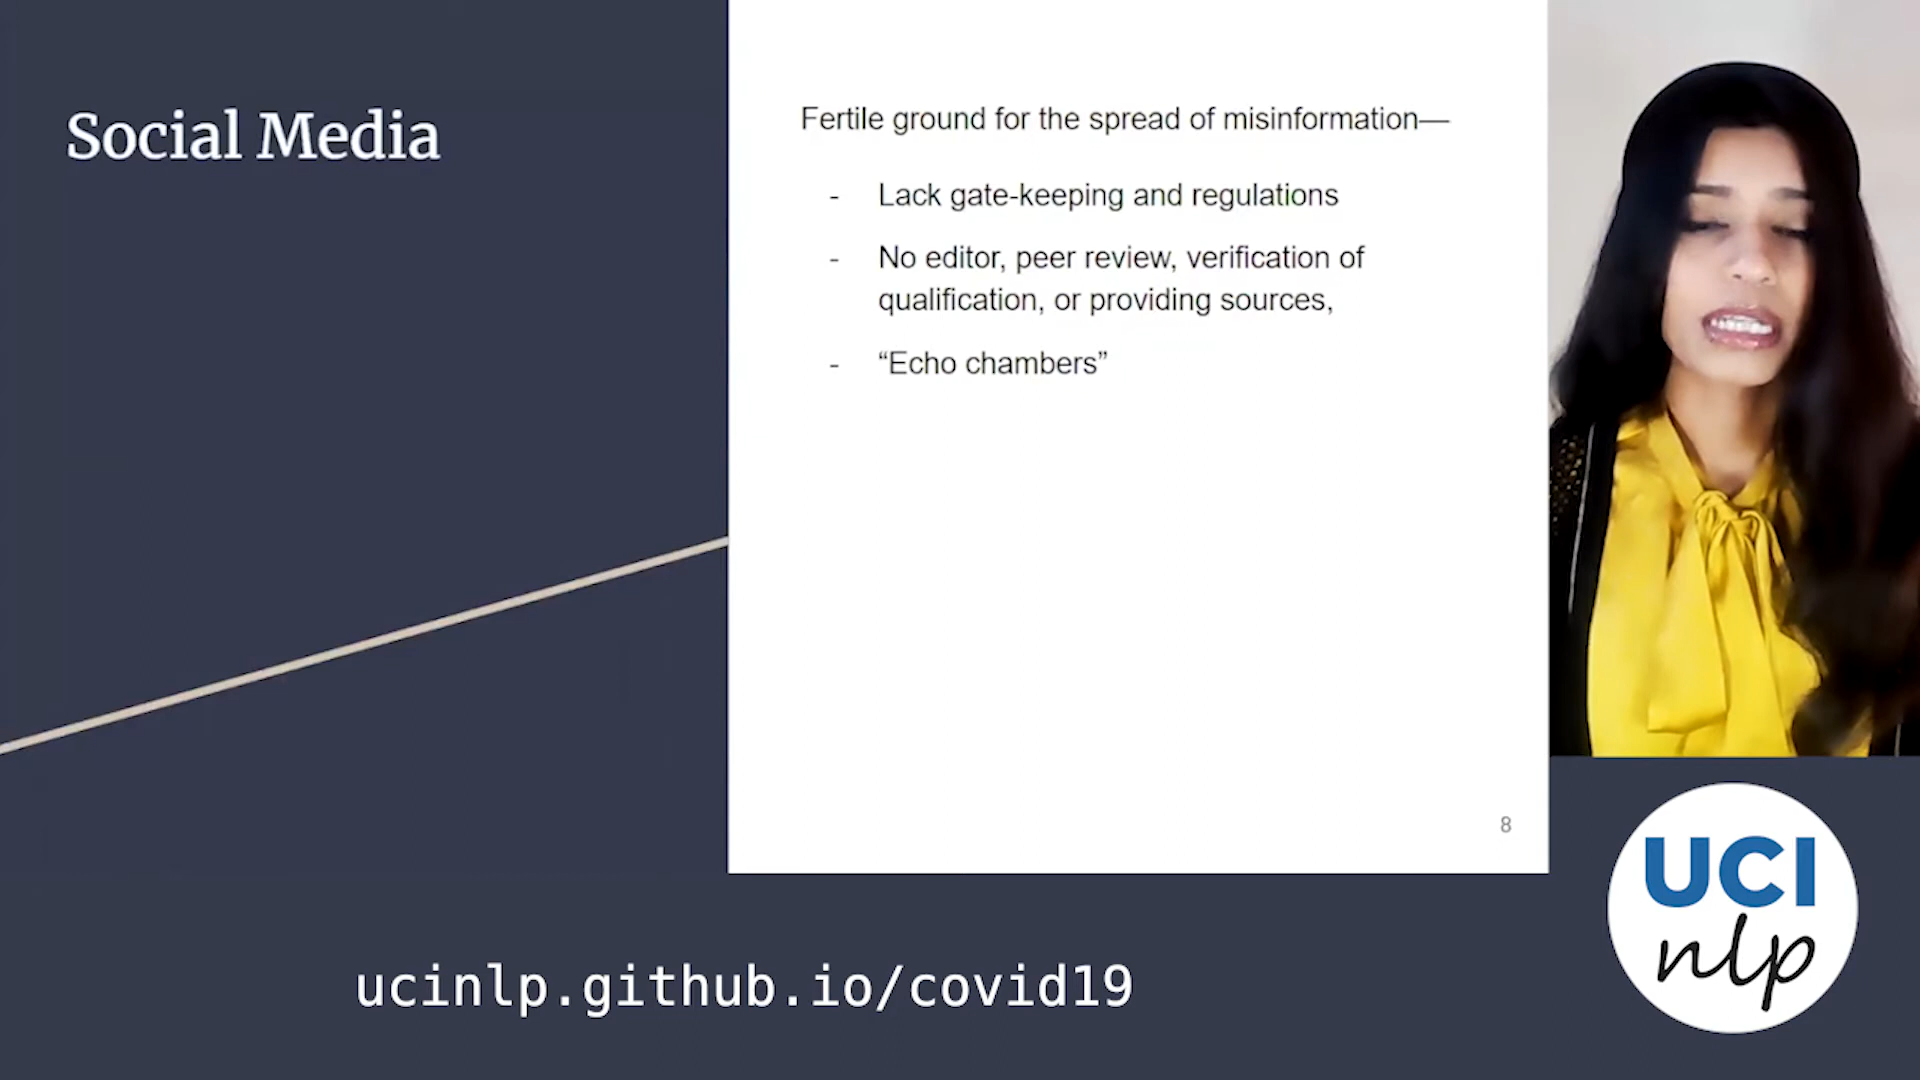 Social Media
Fertile ground for the spread of misinformation—
- Lack gate-keeping and regulations
- No editor, peer review, verification of
qualification, or providing sources,
- “Echo chambers”
8
ucinlp.github.io/covid19
UCI
nlp